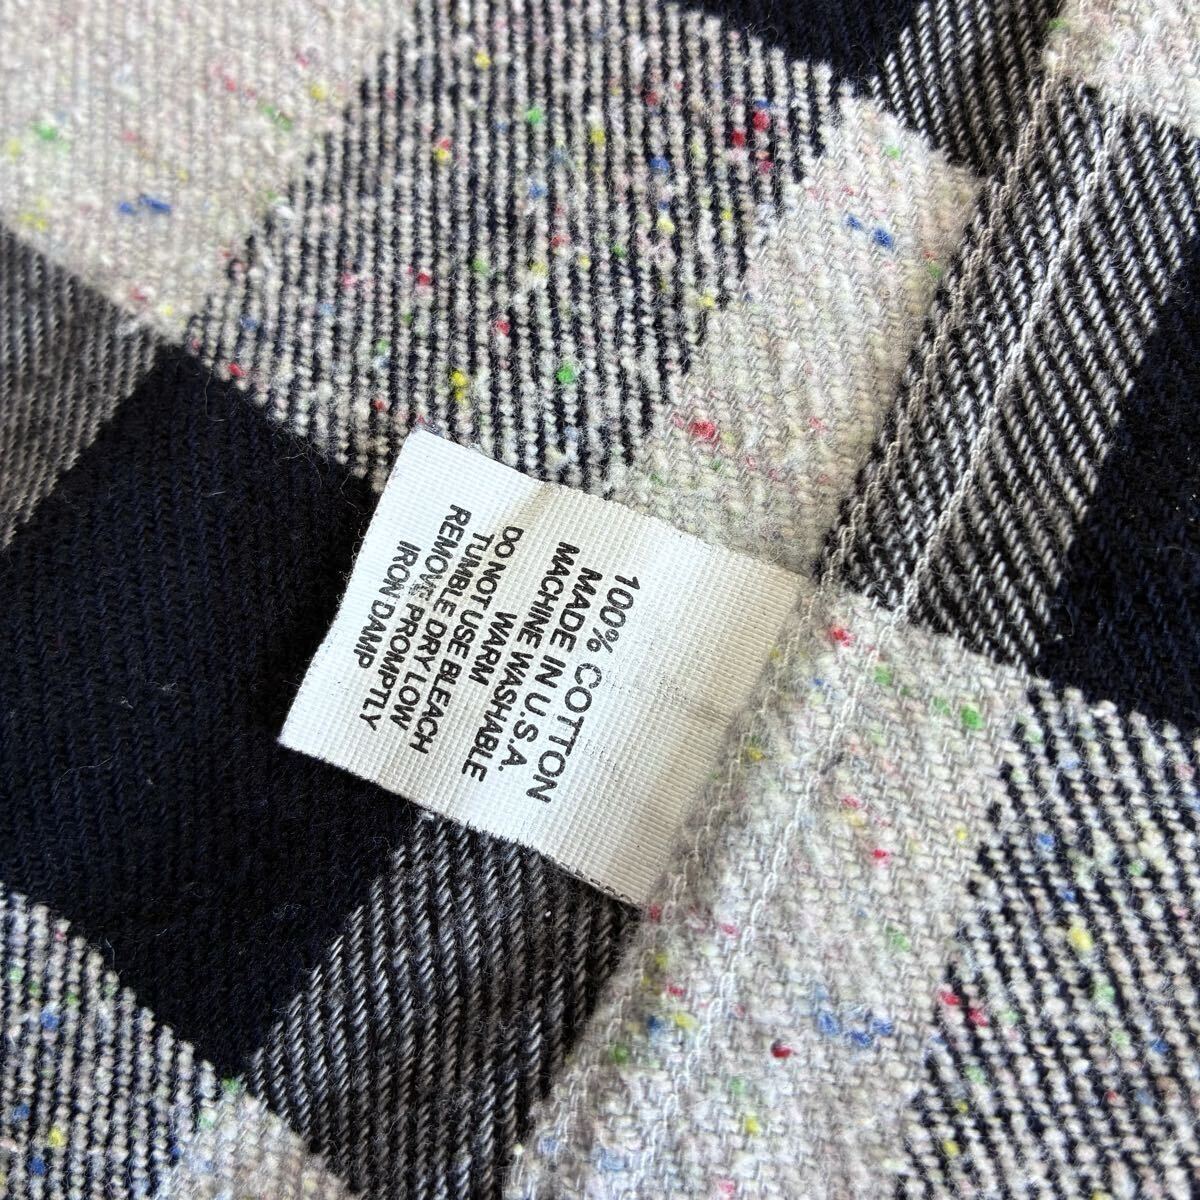 100% COTTON
MADE IN U.S.A.
MACHINE WASHABLE
WARM
DO NOT USE BLEACH
TUMBLE DRY LOW
REMOVE PROMPTLY
IRON DAMP